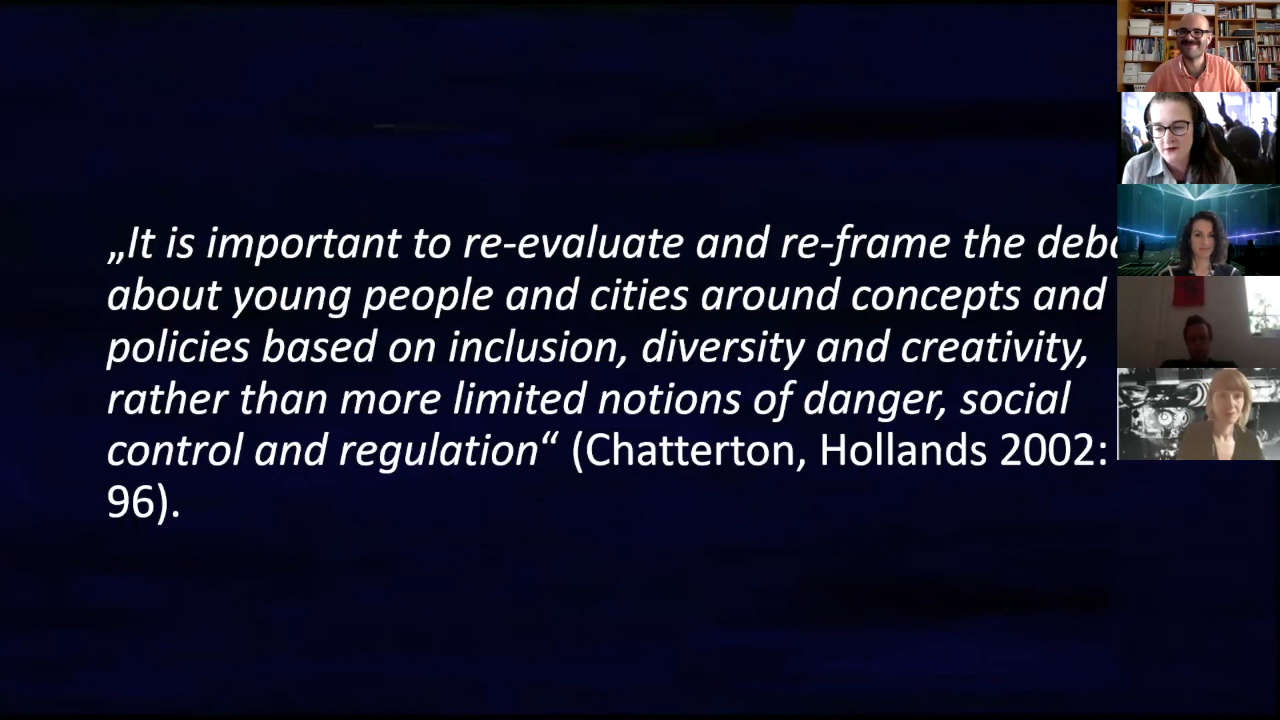 „It is important to re-evaluate and re-frame the
about young people and cities around concepts and
policies based on inclusion, diversity and creativity,
rather than more limited notions of danger, social
control and regulation“ (Chatterton, Hollands 2002:
96).